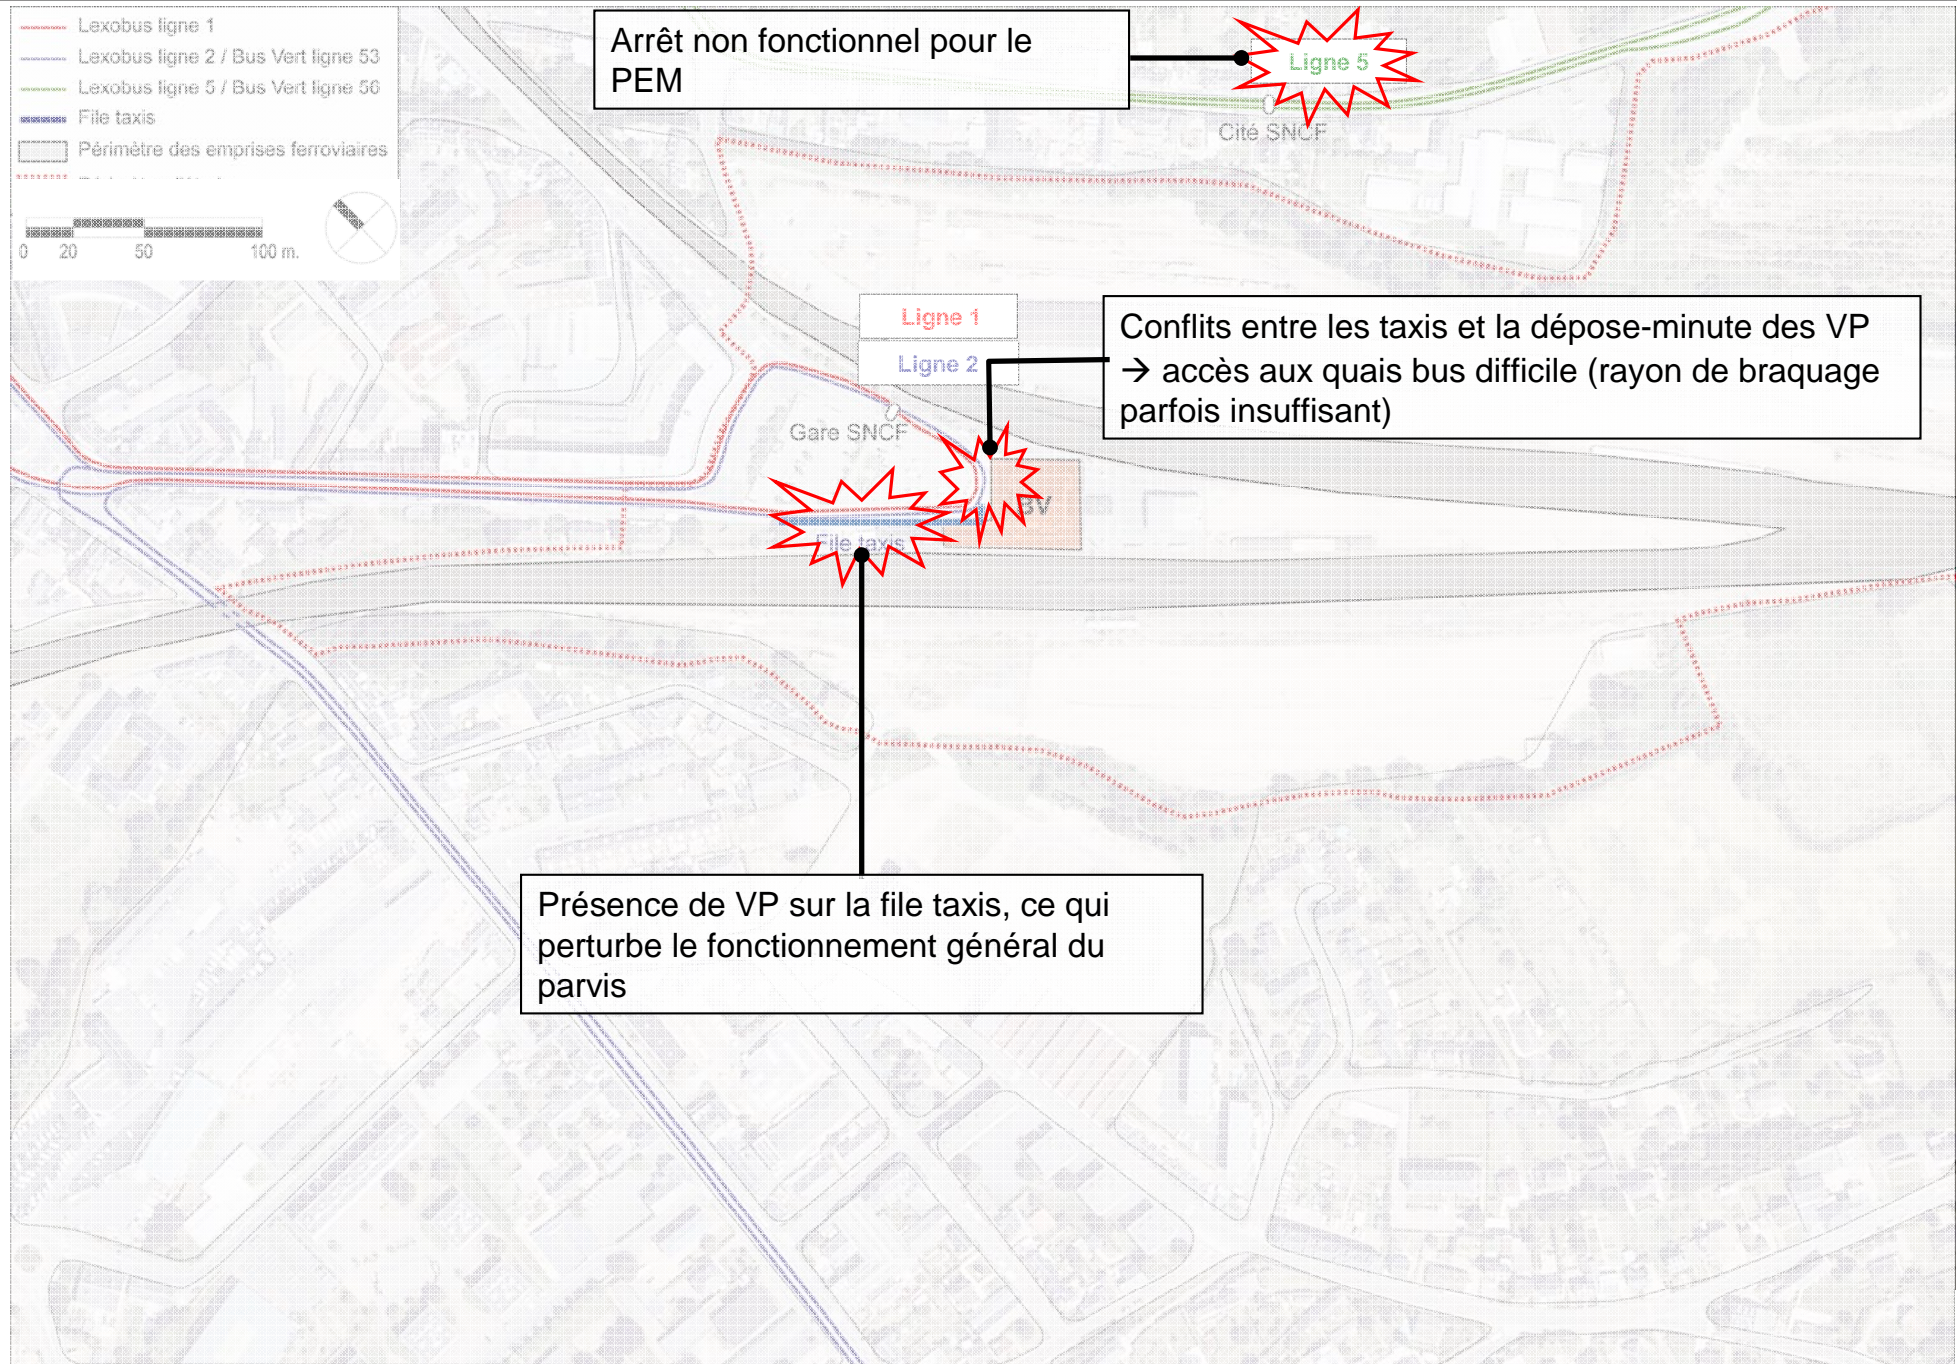 Lexobus ligne 1
Lexobus ligne 2 / Bus Vert ligne 53
Lexobus ligne 5 / Bus Vert ligne 56
File taxis
Périmètre des emprises ferroviaires
0 20 50 100 m.
Arrêt non fonctionnel pour le
PEM
Ligne 5
Cité SNCF
Ligne 1
Ligne 2
Conflits entre les taxis et la dépose-minute des VP
→ accès aux quais bus difficile (rayon de braquage
parfois insuffisant)
Gare SNCF
BV
File taxis
Présence de VP sur la file taxis, ce qui
perturbe le fonctionnement général du
parvis